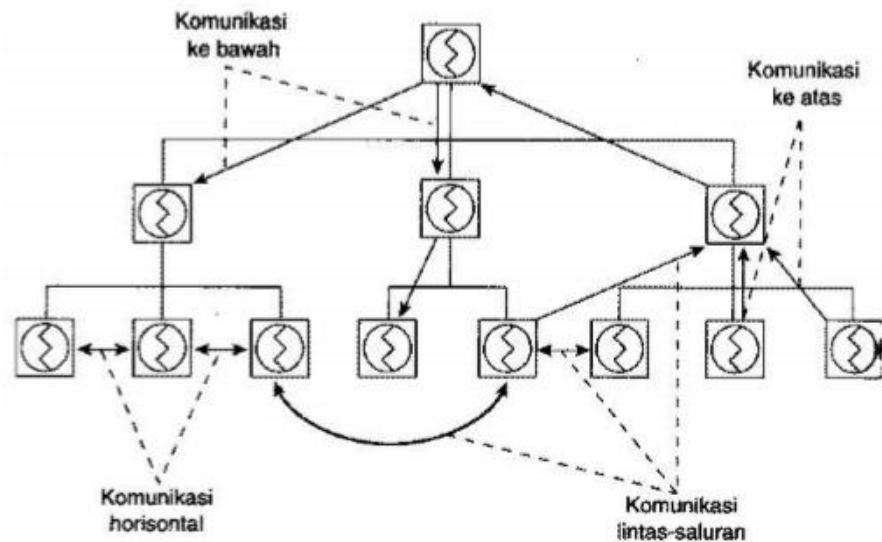 Komunikasi
ke bawah
Komunikasi
ke atas
Komunikasi
horisontal
Komunikasi
lintas-saluran